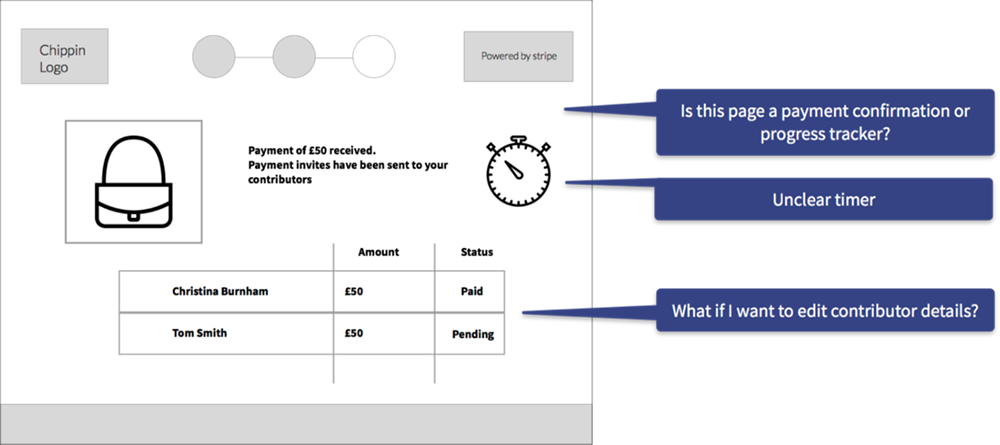 Chippin
Logo
Powered by stripe
Is this page a payment confirmation or
progress tracker?
Payment of £50 received.
Payment invites have been sent to your
contributors
Unclear timer
Amount Status
Christina Burnham £50 Paid
Tom Smith £50 Pending
What if I want to edit contributor details?